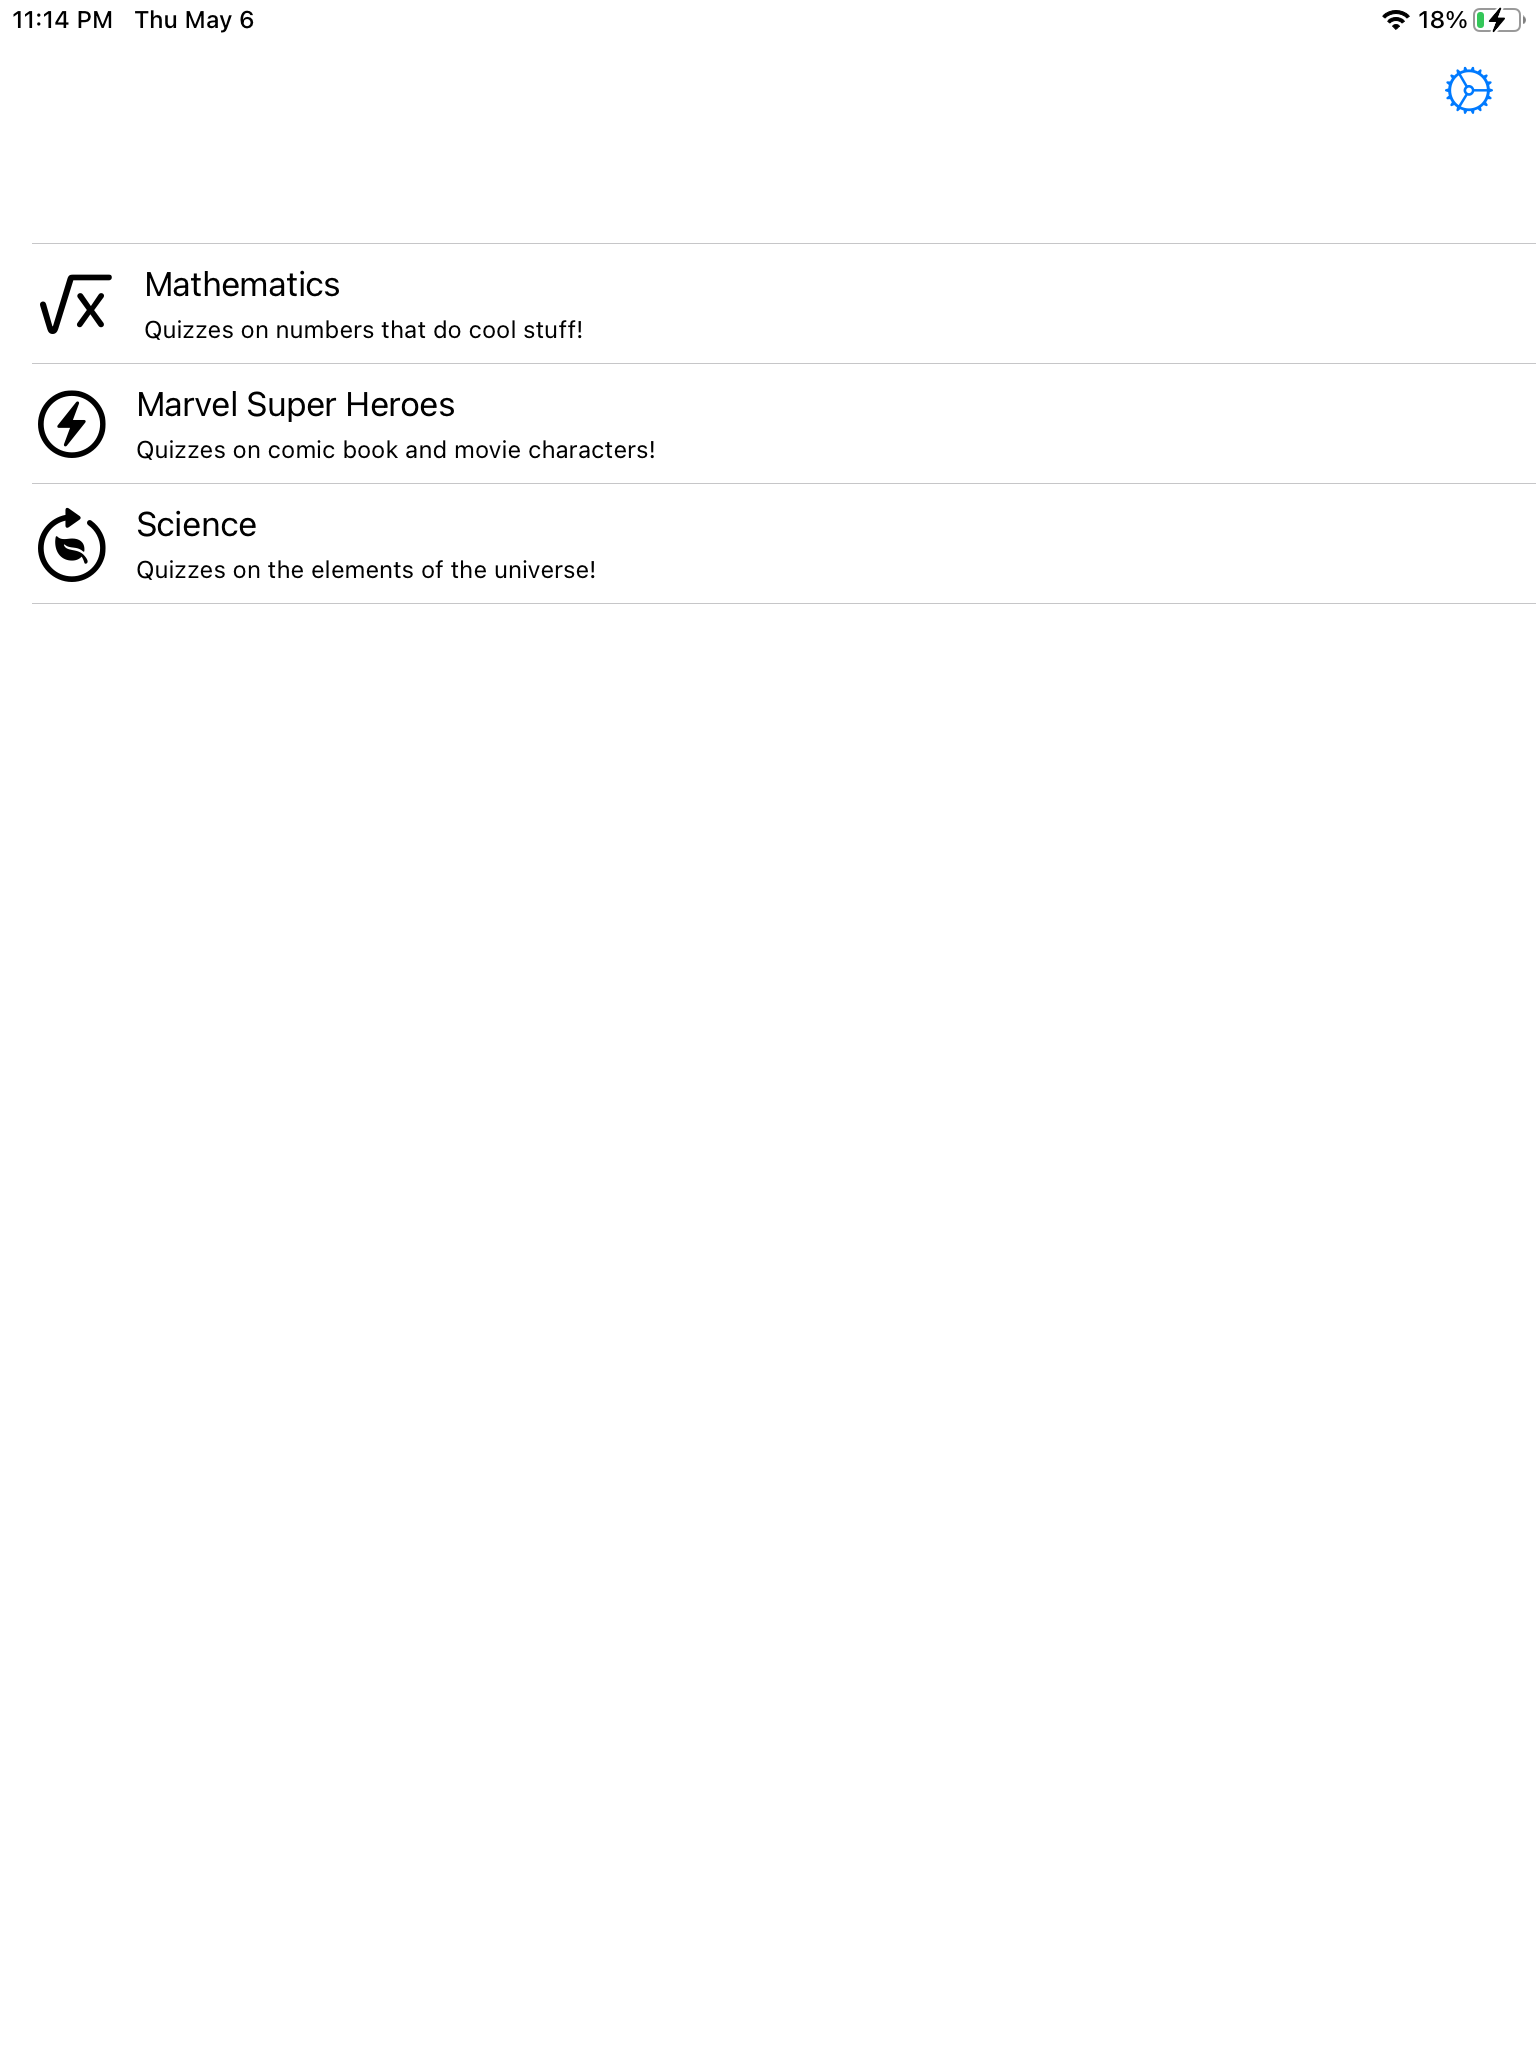 11:14 PM Thu May 6 18%
√x
Mathematics
Quizzes on numbers that do cool stuff!
Marvel Super Heroes
Quizzes on comic book and movie characters!
Science
Quizzes on the elements of the universe!